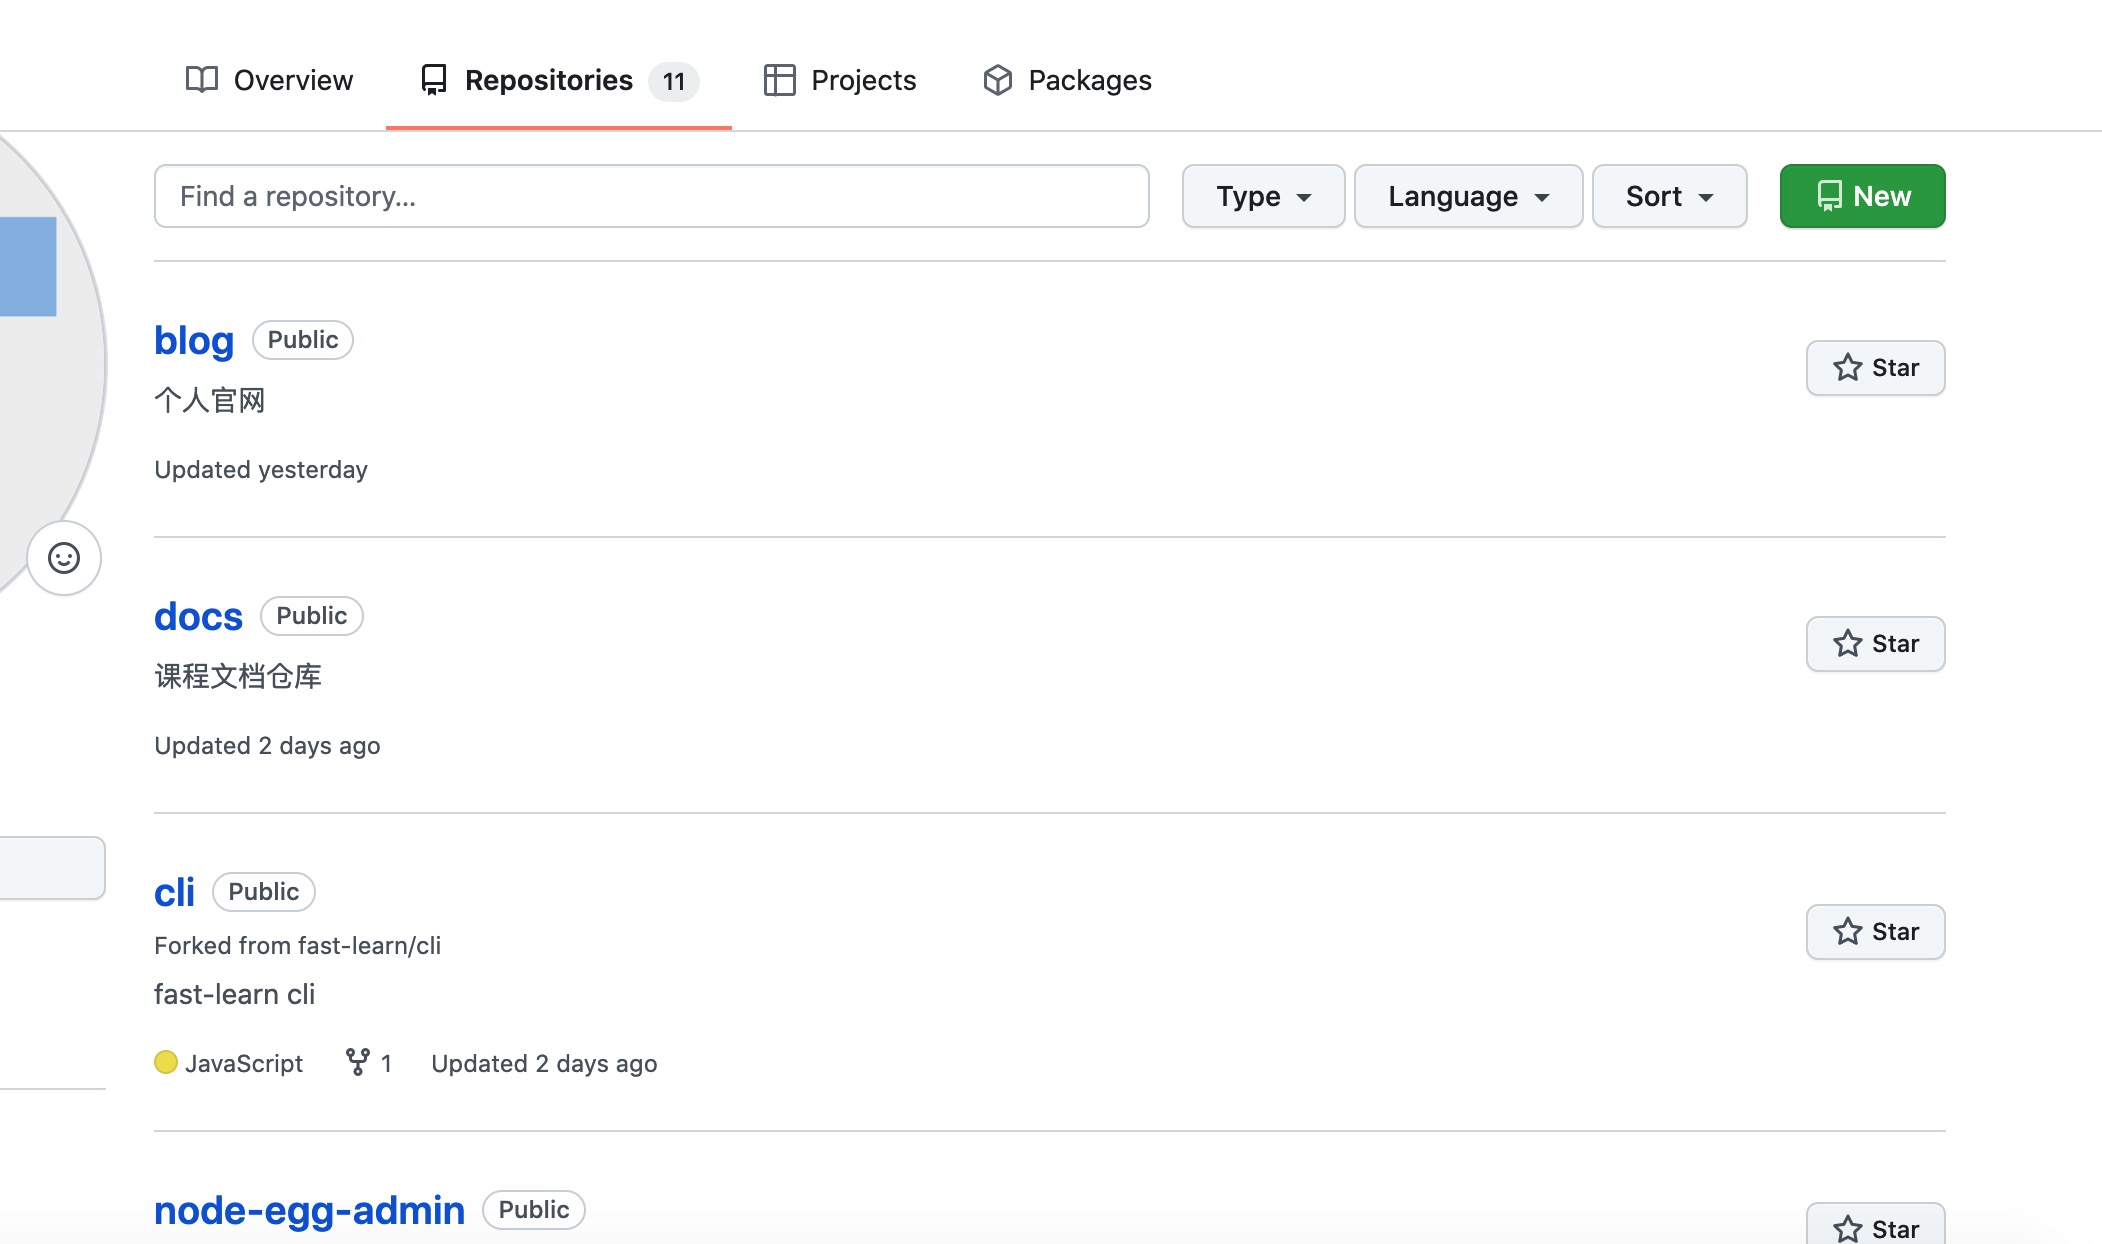 Overview Repositories 11 Projects Packages
Find a repository... Type Language Sort New
blog Public
Star
个人官网
Updated yesterday
docs Public
Star
课程文档仓库
Updated 2 days ago
cli Public
Star
Forked from fast-learn/cli
fast-learn cli
JavaScript 1 Updated 2 days ago
node-egg-admin Public
Star